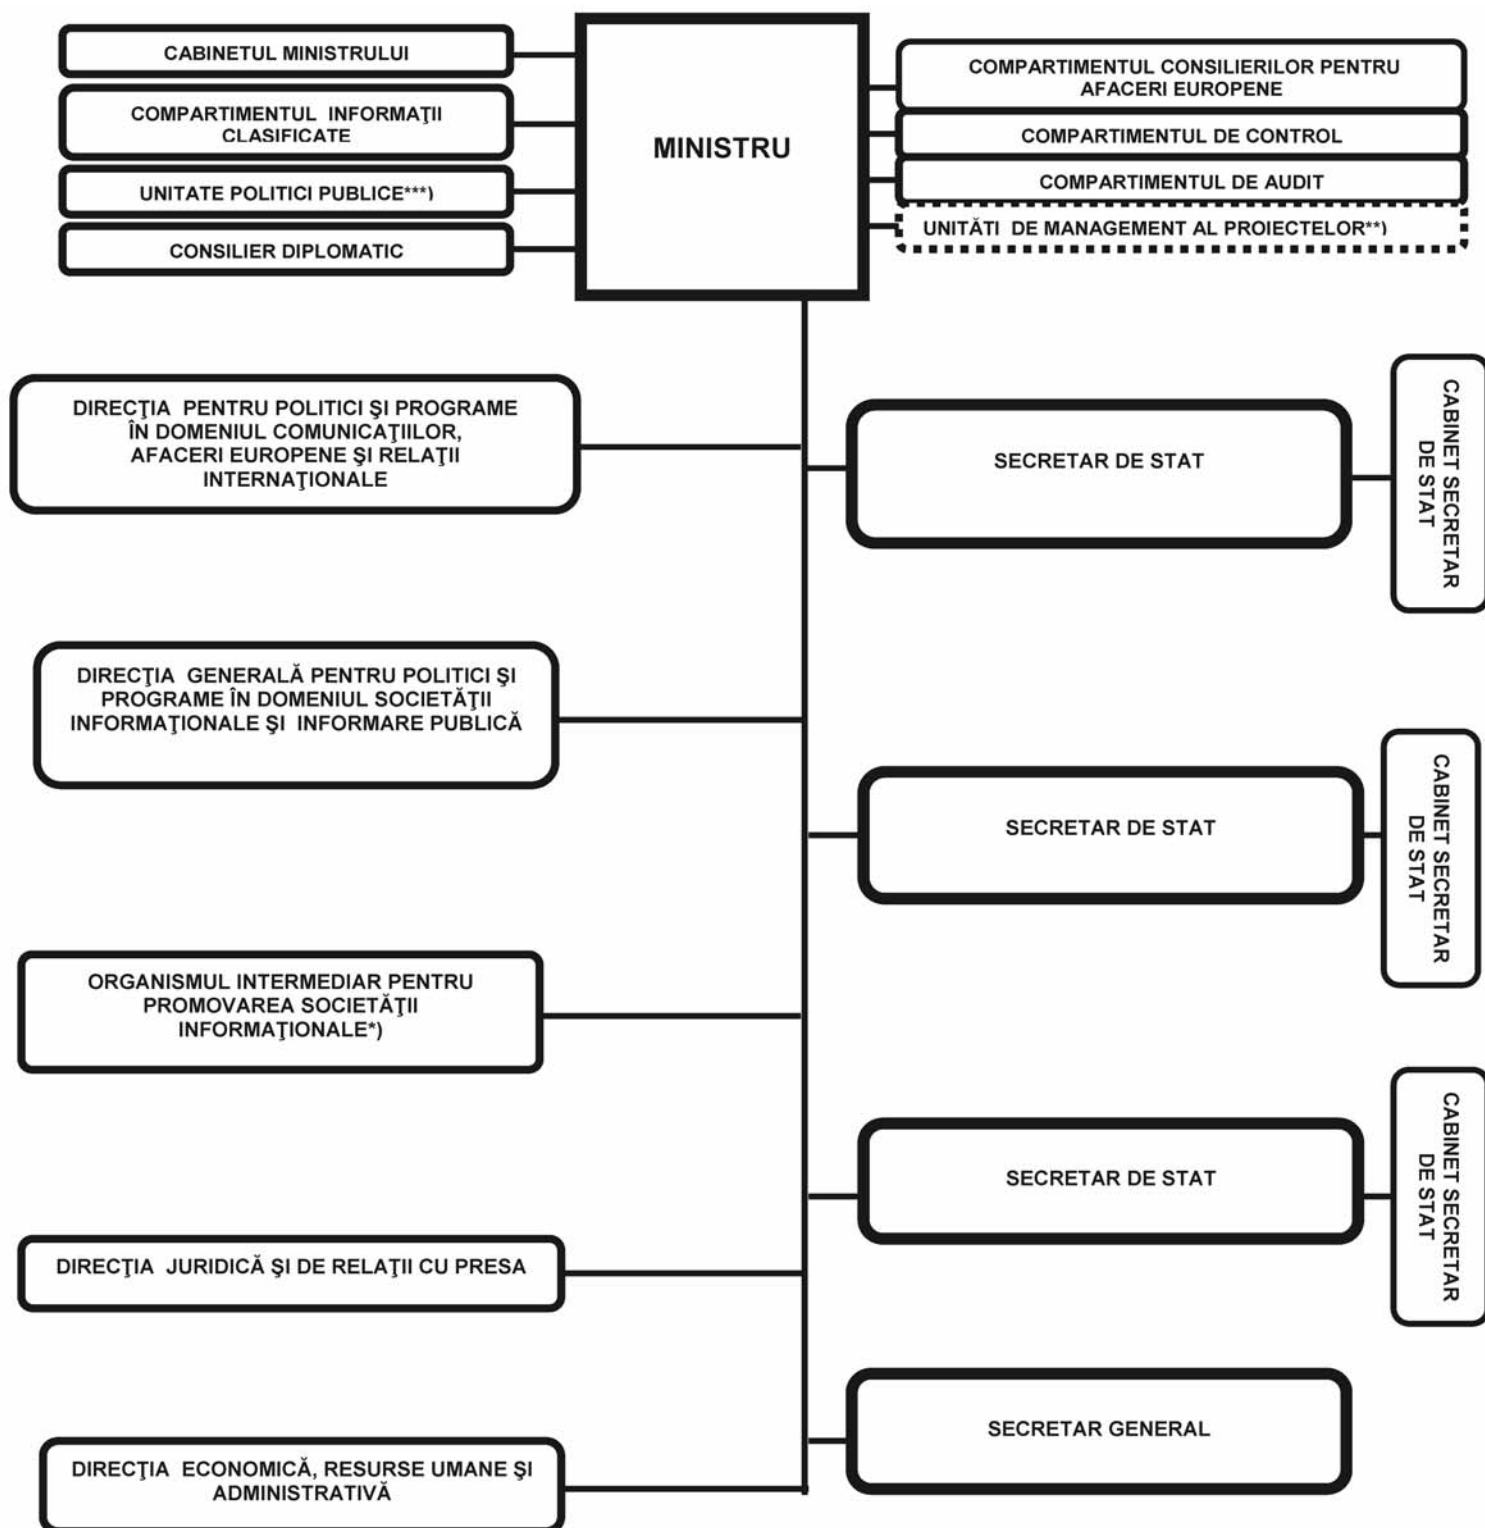 CABINETUL MINISTRULUI
COMPARTIMENTUL INFORMAŢII
CLASIFICATE
UNITATE POLITICI PUBLICE***)
CONSILIER DIPLOMATIC
MINISTRU
COMPARTIMENTUL CONSILIERILOR PENTRU
AFACERI EUROPENE
COMPARTIMENTUL DE CONTROL
COMPARTIMENTUL DE AUDIT
UNITĂTI DE MANAGEMENT AL PROIECTELOR**)
DIRECŢIA PENTRU POLITICI ŞI PROGRAME
ÎN DOMENIUL COMUNICAŢIILOR,
AFACERI EUROPENE ŞI RELAŢII
INTERNAŢIONALE
SECRETAR DE STAT
CABINET SECRETAR
DE STAT
DIRECŢIA GENERALĂ PENTRU POLITICI ŞI
PROGRAME ÎN DOMENIUL SOCIETĂŢII
INFORMAŢIONALE ŞI INFORMARE PUBLICĂ
SECRETAR DE STAT
CABINET SECRETAR
DE STAT
ORGANISMUL INTERMEDIAR PENTRU
PROMOVAREA SOCIETĂŢII
INFORMAŢIONALE*)
SECRETAR DE STAT
CABINET SECRETAR
DE STAT
DIRECŢIA JURIDICĂ ŞI DE RELAŢII CU PRESA
SECRETAR GENERAL
DIRECŢIA ECONOMICĂ, RESURSE UMANE ŞI
ADMINISTRATIVĂ